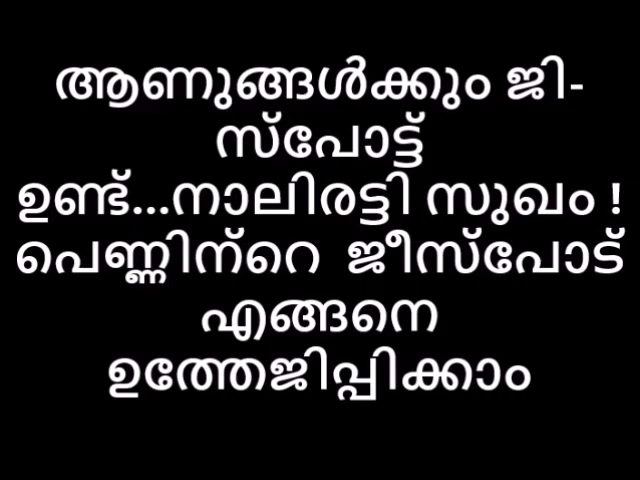 ആണുങ്ങൾക്കും ജി-
സ്പോട്ട്
ഉണ്ട്...നാലിരട്ടി സുഖം !
പെണ്ണിന്റെ ജീസ്പോട്
എങ്ങനെ
ഉത്തേജിപ്പിക്കാം